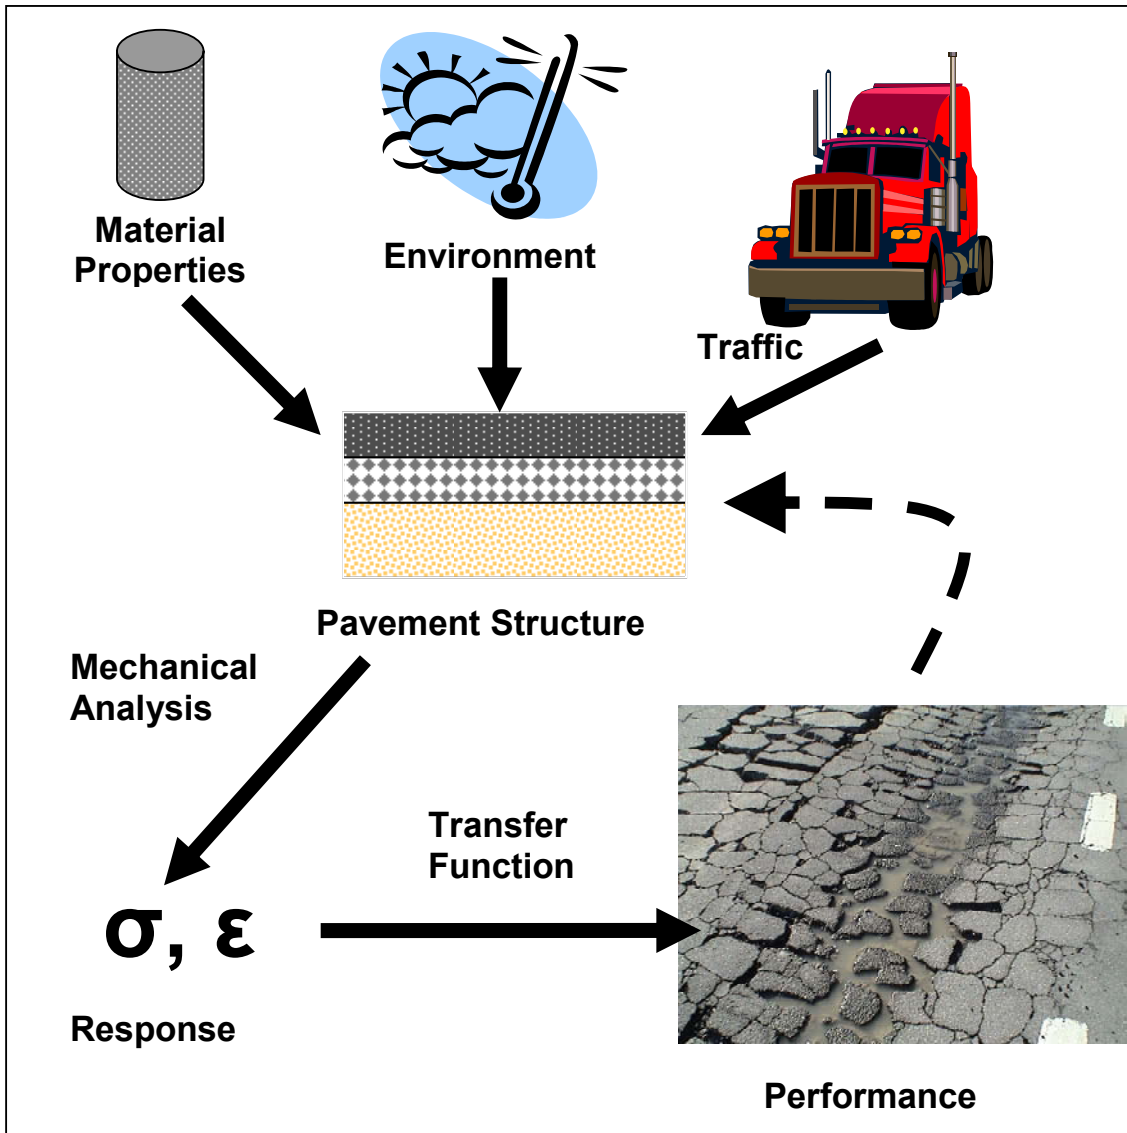 Material
Properties
Environment
Traffic
Pavement Structure
Mechanical
Analysis
Transfer
Function
σ, ε
Response
Performance